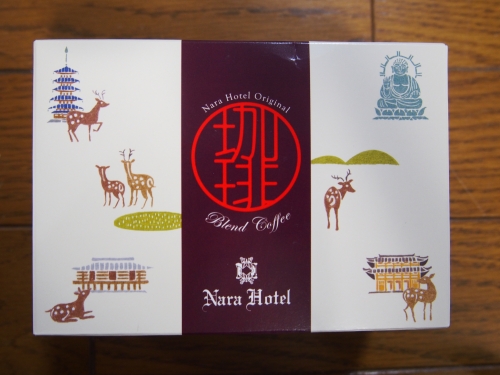 Nara Hotel Original
珈琲
Blend Coffee
Nara Hotel